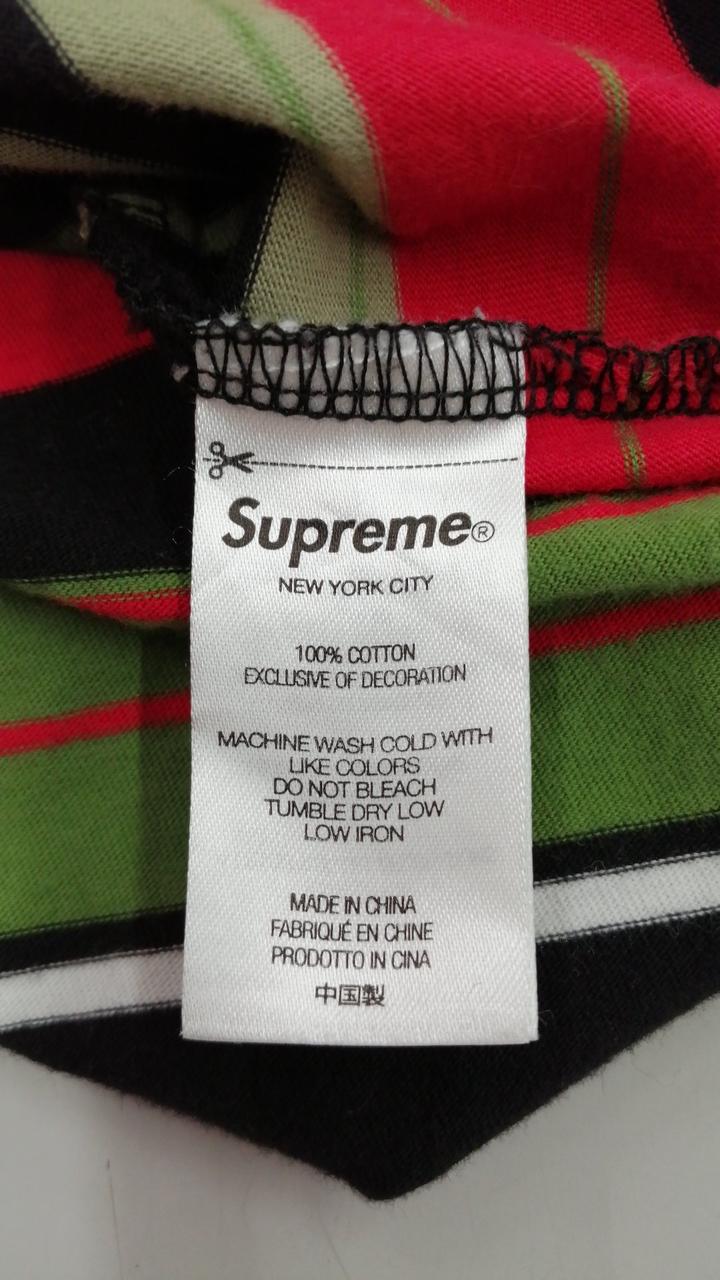 Supreme®
NEW YORK CITY
100% COTTON
EXCLUSIVE OF DECORATION
MACHINE WASH COLD WITH
LIKE COLORS
DO NOT BLEACH
TUMBLE DRY LOW
LOW IRON
MADE IN CHINA
FABRIQUÉ EN CHINE
PRODOTTO IN CINA
中国製